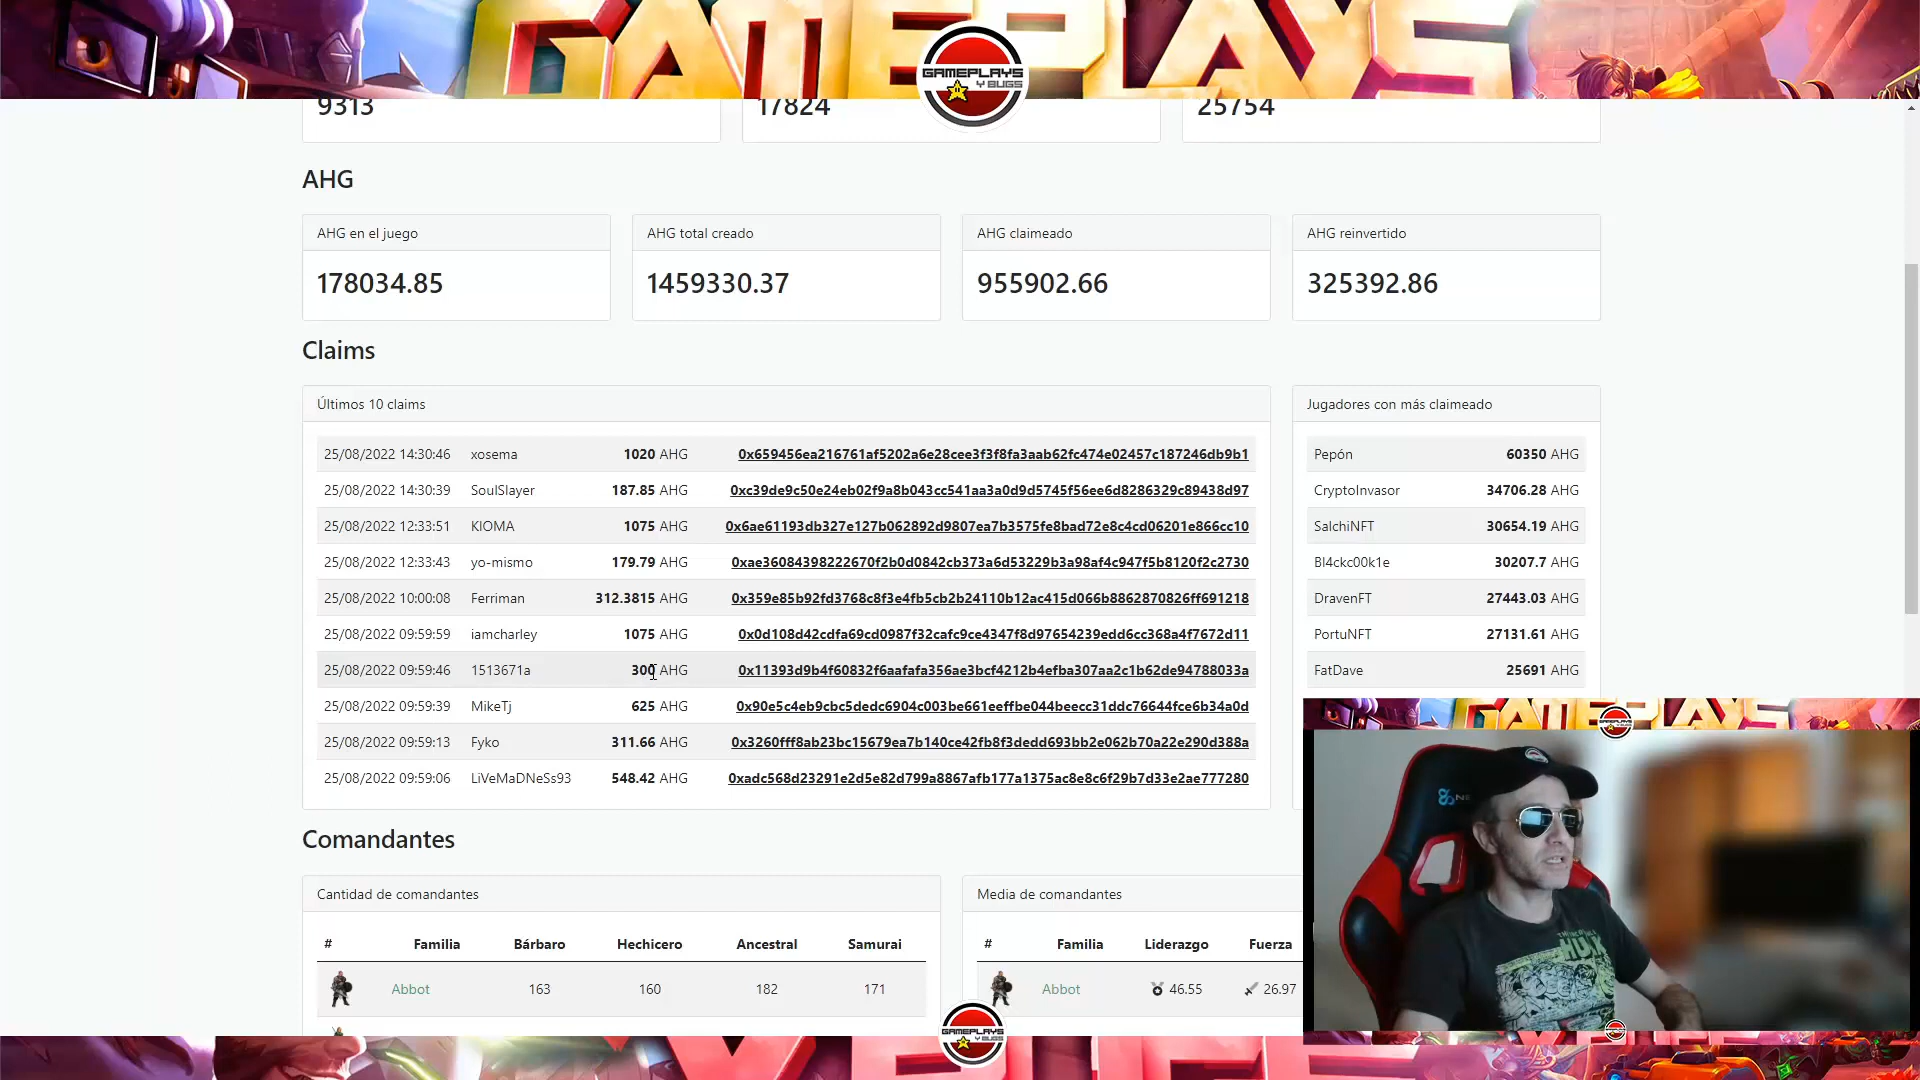 GAMEPLAYS
GAMEPLAYS
Y BUGS
9313 17824 25754
AHG
AHG en el juego AHG total creado AHG claimeado AHG reinvertido
178034.85 1459330.37 955902.66 325392.86
Claims
Últimos 10 claims
25/08/2022 14:30:46 xosema 1020 AHG 0x659456ea216761af5202a6e28cee3f3f8fa3aab62fc474e02457c187246db9b1
25/08/2022 14:30:39 SoulSlayer 187.85 AHG 0xc39de9c50e24eb02f9a8b043cc541aa3a0d9d5745f56ee6d8286329c89438d97
25/08/2022 12:33:51 KIOMA 1075 AHG 0x6ae61193db327e127b062892d9807ea7b3575fe8bad72e8c4cd06201e866cc10
25/08/2022 12:33:43 yo-mismo 179.79 AHG 0xae36084398222670f2b0d0842cb373a6d53229b3a98af4c947f5b8120f2c2730
25/08/2022 10:00:08 Ferriman 312.3815 AHG 0x359e85b92fd3768c8f3e4fb5cb2b24110b12ac415d066b8862870826ff691218
25/08/2022 09:59:59 iamcharley 1075 AHG 0x0d108d42cdfa69cd0987f32cafc9ce4347f8d97654239edd6cc368a4f7672d11
25/08/2022 09:59:46 1513671a 300 AHG 0x11393d9b4f60832f6aafafa356ae3bcf4212b4efba307aa2c1b62de94788033a
25/08/2022 09:59:39 MikeTj 625 AHG 0x90e5c4eb9cbc5dedc6904c003be661eeffbe044beecc31ddc76644fce6b34a0d
25/08/2022 09:59:13 Fyko 311.66 AHG 0x3260fff8ab23bc15679ea7b140ce42fb8f3dedd693bb2e062b70a22e290d388a
25/08/2022 09:59:06 LiVeMaDNeSs93 548.42 AHG 0xadc568d23291e2d5e82d799a8867afb177a1375ac8e8c6f29b7d33e2ae777280
Jugadores con más claimeado
Pepón 60350 AHG
CryptoInvasor 34706.28 AHG
SalchiNFT 30654.19 AHG
Bl4ckc00k1e 30207.7 AHG
DravenFT 27443.03 AHG
PortuNFT 27131.61 AHG
FatDave 25691 AHG
Comandantes
Cantidad de comandantes
# Familia Bárbaro Hechicero Ancestral Samurai
Abbot 163 160 182 171
Media de comandantes
# Familia Liderazgo Fuerza
Abbot 46.55 26.97
GAMEPLAYS
Y BUGS
GAMEPLAYS